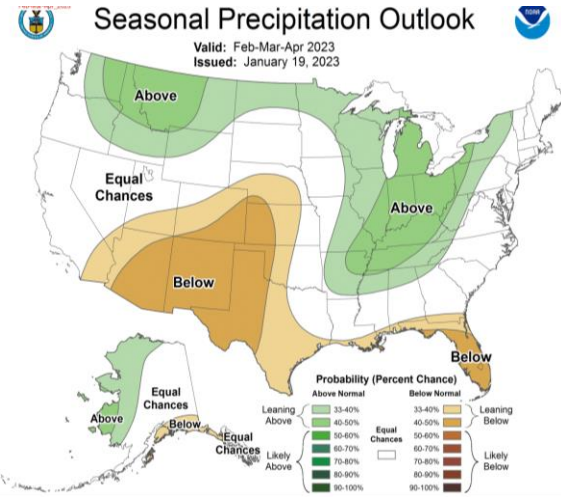 Seasonal Precipitation Outlook
Valid: Feb-Mar-Apr 2023
Issued: January 19, 2023
NOAA
Above
Equal
Chances
Above
Below
Below
Above
Equal
Chances
Below
Equal
Chances
Probability (Percent Chance)
Above Normal
Below Normal
Leaning
Above
33-40%
40-50%
50-60%
60-70%
70-80%
80-90%
90-100%
Likely
Above
Equal
Chances
33-40%
40-50%
50-60%
60-70%
70-80%
80-90%
90-100%
Leaning
Below
Likely
Below